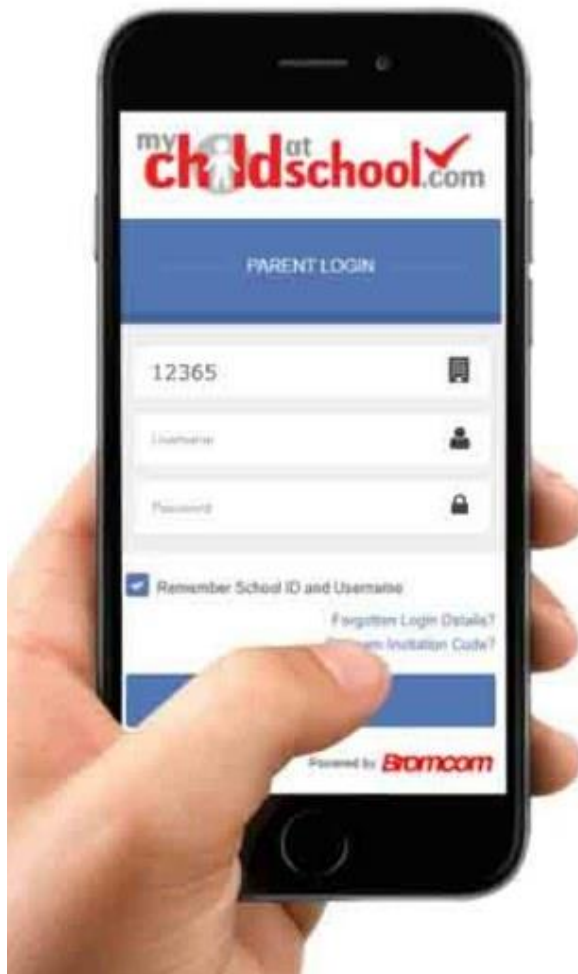 my child at school.com
PARENT LOGIN
12365
Username
Password
Remember School ID and Username
Forgotten Login Details?
Invitation Code?
Powered by Bromcom